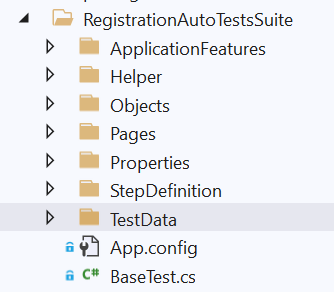 RegistrationAutoTestsSuite
ApplicationFeatures
Helper
Objects
Pages
Properties
StepDefinition
TestData
App.config
C# BaseTest.cs